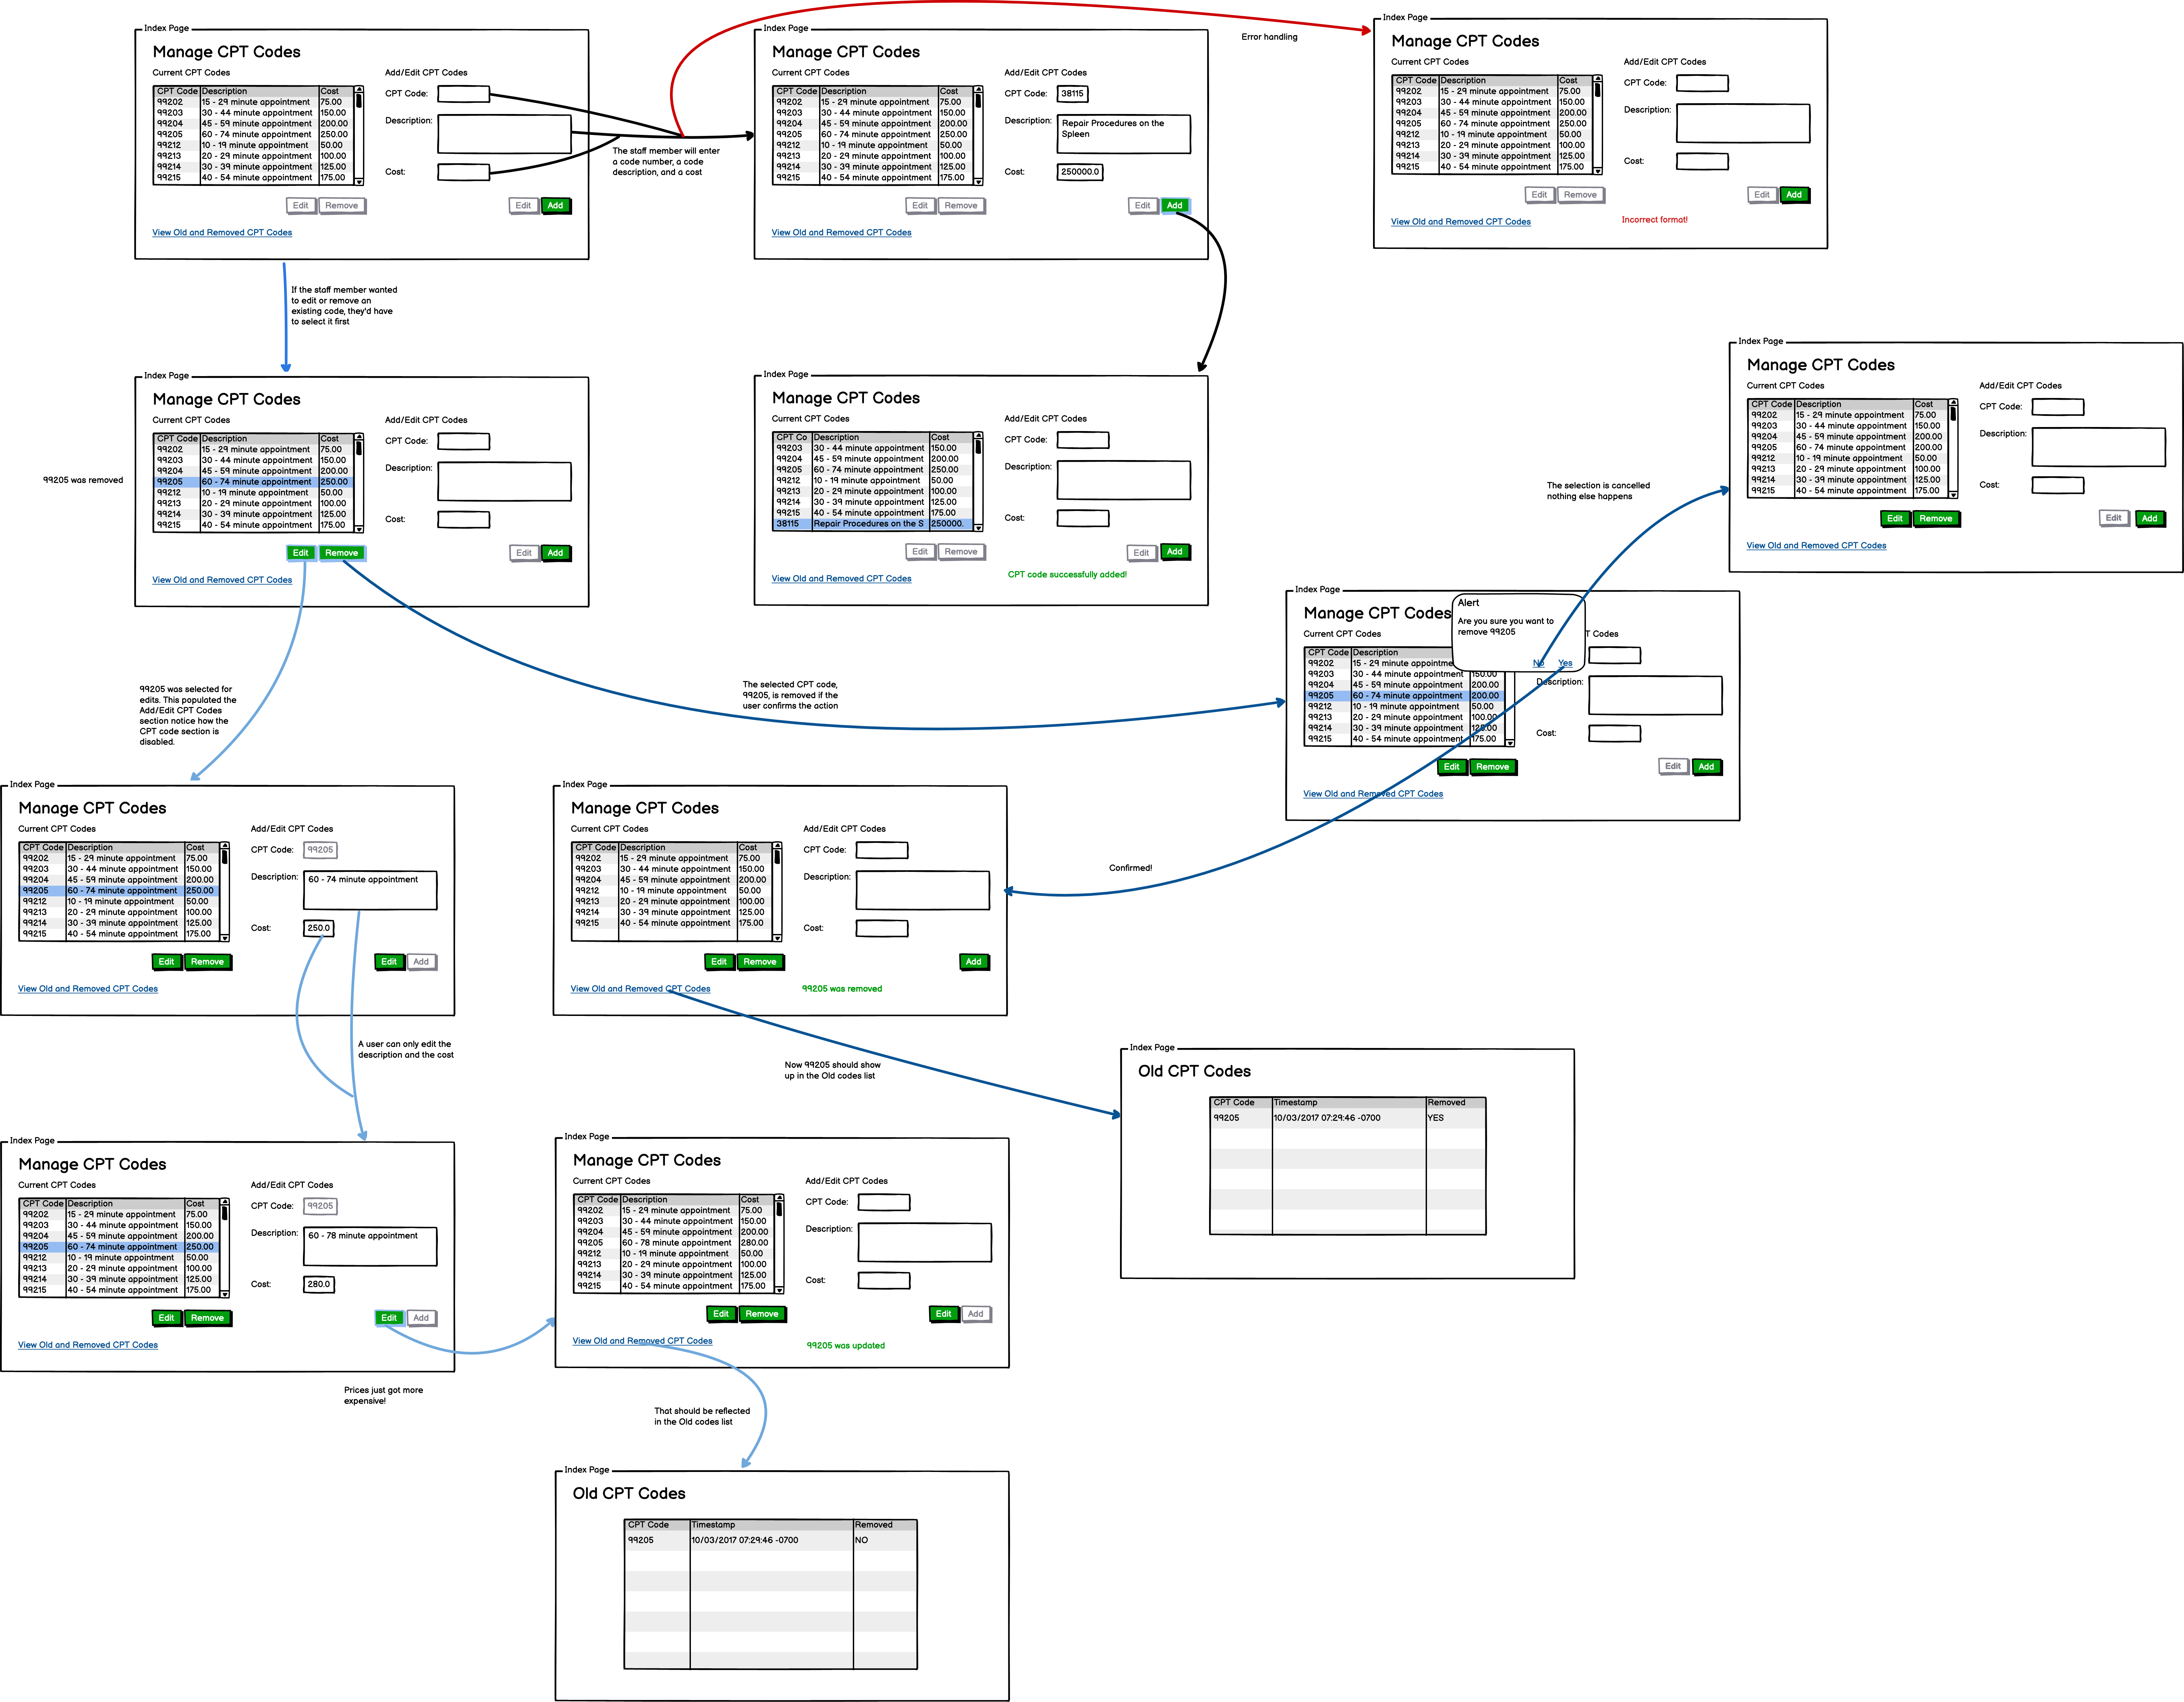 Index Page
Manage CPT Codes
Current CPT Codes
CPT Code Description Cost
99202 15 - 29 minute appointment 75.00
99203 30 - 44 minute appointment 150.00
99204 45 - 59 minute appointment 200.00
99205 60 - 74 minute appointment 250.00
99212 10 - 19 minute appointment 50.00
99213 20 - 29 minute appointment 100.00
99214 30 - 39 minute appointment 125.00
99215 40 - 54 minute appointment 175.00
Edit Remove
View Old and Removed CPT Codes
Add/Edit CPT Codes
CPT Code:
Description:
Cost:
Edit Add
The staff member will enter
a code number, a code
description, and a cost
Index Page
Manage CPT Codes
Current CPT Codes
CPT Code Description Cost
99202 15 - 29 minute appointment 75.00
99203 30 - 44 minute appointment 150.00
99204 45 - 59 minute appointment 200.00
99205 60 - 74 minute appointment 250.00
99212 10 - 19 minute appointment 50.00
99213 20 - 29 minute appointment 100.00
99214 30 - 39 minute appointment 125.00
99215 40 - 54 minute appointment 175.00
Edit Remove
View Old and Removed CPT Codes
Add/Edit CPT Codes
CPT Code: 38115
Description: Repair Procedures on the
Spleen
Cost: 250000.0
Edit Add
Error handling
Index Page
Manage CPT Codes
Current CPT Codes
CPT Code Description Cost
99202 15 - 29 minute appointment 75.00
99203 30 - 44 minute appointment 150.00
99204 45 - 59 minute appointment 200.00
99205 60 - 74 minute appointment 250.00
99212 10 - 19 minute appointment 50.00
99213 20 - 29 minute appointment 100.00
99214 30 - 39 minute appointment 125.00
99215 40 - 54 minute appointment 175.00
Edit Remove
View Old and Removed CPT Codes
Add/Edit CPT Codes
CPT Code:
Description:
Cost:
Edit Add
Incorrect format!
If the staff member wanted
to edit or remove an
existing code, they'd have
to select it first
99205 was removed
Index Page
Manage CPT Codes
Current CPT Codes
CPT Code Description Cost
99202 15 - 29 minute appointment 75.00
99203 30 - 44 minute appointment 150.00
99204 45 - 59 minute appointment 200.00
99205 60 - 74 minute appointment 250.00
99212 10 - 19 minute appointment 50.00
99213 20 - 29 minute appointment 100.00
99214 30 - 39 minute appointment 125.00
99215 40 - 54 minute appointment 175.00
Edit Remove
View Old and Removed CPT Codes
Add/Edit CPT Codes
CPT Code:
Description:
Cost:
Edit Add
Index Page
Manage CPT Codes
Current CPT Codes
CPT Co Description Cost
99203 30 - 44 minute appointment 150.00
99204 45 - 59 minute appointment 200.00
99205 60 - 74 minute appointment 250.00
99212 10 - 19 minute appointment 50.00
99213 20 - 29 minute appointment 100.00
99214 30 - 39 minute appointment 125.00
99215 40 - 54 minute appointment 175.00
38115 Repair Procedures on the S 250000.
Edit Remove
View Old and Removed CPT Codes
Add/Edit CPT Codes
CPT Code:
Description:
Cost:
Edit Add
CPT code successfully added!
The selection is cancelled
nothing else happens
Index Page
Manage CPT Codes
Current CPT Codes
CPT Code Description Cost
99202 15 - 29 minute appointment 75.00
99203 30 - 44 minute appointment 150.00
99204 45 - 59 minute appointment 200.00
99205 60 - 74 minute appointment 200.00
99212 10 - 19 minute appointment 50.00
99213 20 - 29 minute appointment 100.00
99214 30 - 39 minute appointment 125.00
99215 40 - 54 minute appointment 175.00
Edit Remove
View Old and Removed CPT Codes
Add/Edit CPT Codes
CPT Code:
Description:
Cost:
Edit Add
Index Page
Manage CPT Codes
Current CPT Codes
CPT Code Description
99202 15 - 29 minute appointme
99203 30 - 44 minute appointment 150.00
99204 45 - 59 minute appointment 200.00
99205 60 - 74 minute appointment 200.00
99212 10 - 19 minute appointment 50.00
99213 20 - 29 minute appointment 100.00
99214 30 - 39 minute appointment 125.00
99215 40 - 54 minute appointment 175.00
Edit Remove
View Old and Removed CPT Codes
Alert
Are you sure you want to
remove 99205
No Yes
T Codes
Description:
Cost:
Edit Add
99205 was selected for
edits. This populated the
Add/Edit CPT Codes
section notice how the
CPT code section is
disabled.
The selected CPT code,
99205, is removed if the
user confirms the action
Index Page
Manage CPT Codes
Current CPT Codes
CPT Code Description Cost
99202 15 - 29 minute appointment 75.00
99203 30 - 44 minute appointment 150.00
99204 45 - 59 minute appointment 200.00
99205 60 - 74 minute appointment 250.00
99212 10 - 19 minute appointment 50.00
99213 20 - 29 minute appointment 100.00
99214 30 - 39 minute appointment 125.00
99215 40 - 54 minute appointment 175.00
Edit Remove
View Old and Removed CPT Codes
Add/Edit CPT Codes
CPT Code: 99205
Description: 60 - 74 minute appointment
Cost: 250.0
Edit Add
Index Page
Manage CPT Codes
Current CPT Codes
CPT Code Description Cost
99202 15 - 29 minute appointment 75.00
99203 30 - 44 minute appointment 150.00
99204 45 - 59 minute appointment 200.00
99212 10 - 19 minute appointment 50.00
99213 20 - 29 minute appointment 100.00
99214 30 - 39 minute appointment 125.00
99215 40 - 54 minute appointment 175.00
Edit Remove
View Old and Removed CPT Codes
Add/Edit CPT Codes
CPT Code:
Description:
Cost:
Add
99205 was removed
Confirmed!
A user can only edit the
description and the cost
Now 99205 should show
up in the Old codes list
Index Page
Old CPT Codes
CPT Code Timestamp Removed
99205 10/03/2017 07:29:46 -0700 YES
Index Page
Manage CPT Codes
Current CPT Codes
CPT Code Description Cost
99202 15 - 29 minute appointment 75.00
99203 30 - 44 minute appointment 150.00
99204 45 - 59 minute appointment 200.00
99205 60 - 74 minute appointment 250.00
99212 10 - 19 minute appointment 50.00
99213 20 - 29 minute appointment 100.00
99214 30 - 39 minute appointment 125.00
99215 40 - 54 minute appointment 175.00
Edit Remove
View Old and Removed CPT Codes
Add/Edit CPT Codes
CPT Code: 99205
Description: 60 - 78 minute appointment
Cost: 280.0
Edit Add
Prices just got more
expensive!
Index Page
Manage CPT Codes
Current CPT Codes
CPT Code Description Cost
99202 15 - 29 minute appointment 75.00
99203 30 - 44 minute appointment 150.00
99204 45 - 59 minute appointment 200.00
99205 60 - 78 minute appointment 280.00
99212 10 - 19 minute appointment 50.00
99213 20 - 29 minute appointment 100.00
99214 30 - 39 minute appointment 125.00
99215 40 - 54 minute appointment 175.00
Edit Remove
View Old and Removed CPT Codes
Add/Edit CPT Codes
CPT Code:
Description:
Cost:
Edit Add
99205 was updated
That should be reflected
in the Old codes list
Index Page
Old CPT Codes
CPT Code Timestamp Removed
99205 10/03/2017 07:29:46 -0700 NO